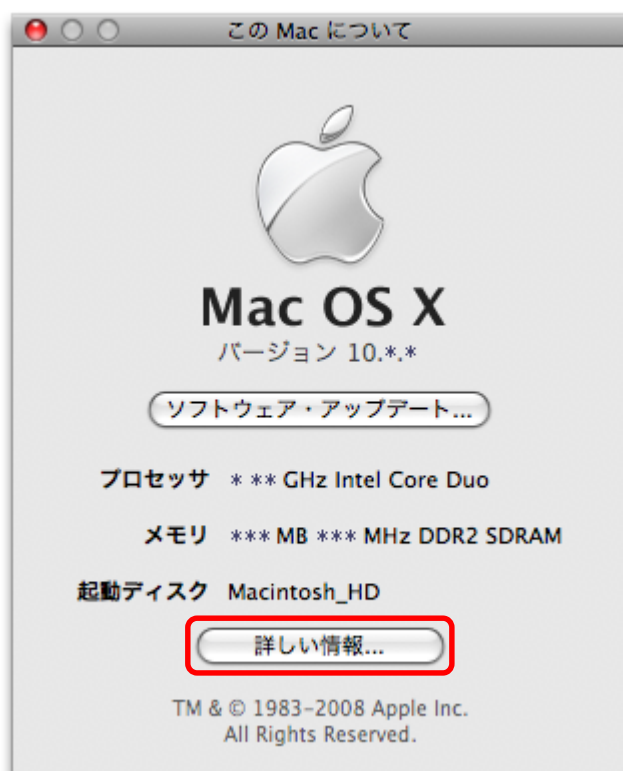 この Mac について
Mac OS X
バージョン 10.*.*
ソフトウェア・アップデート...
プロセッサ * ** GHz Intel Core Duo
メモリ *** MB *** MHz DDR2 SDRAM
起動ディスク Macintosh_HD
詳しい情報...
TM & © 1983-2008 Apple Inc.
All Rights Reserved.